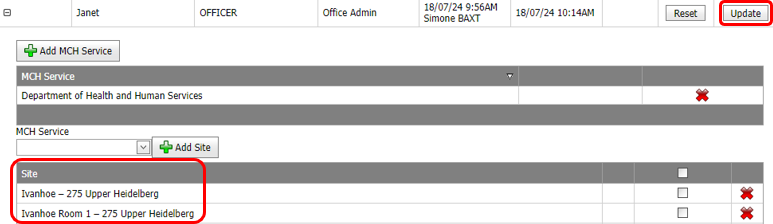 Janet OFFICER Office Admin 18/07/24 9:56AM 18/07/24 10:14AM Reset Update
Simone BAXT
Add MCH Service
MCH Service
Department of Health and Human Services
MCH Service
Add Site
Site
Ivanhoe – 275 Upper Heidelberg
Ivanhoe Room 1 – 275 Upper Heidelberg